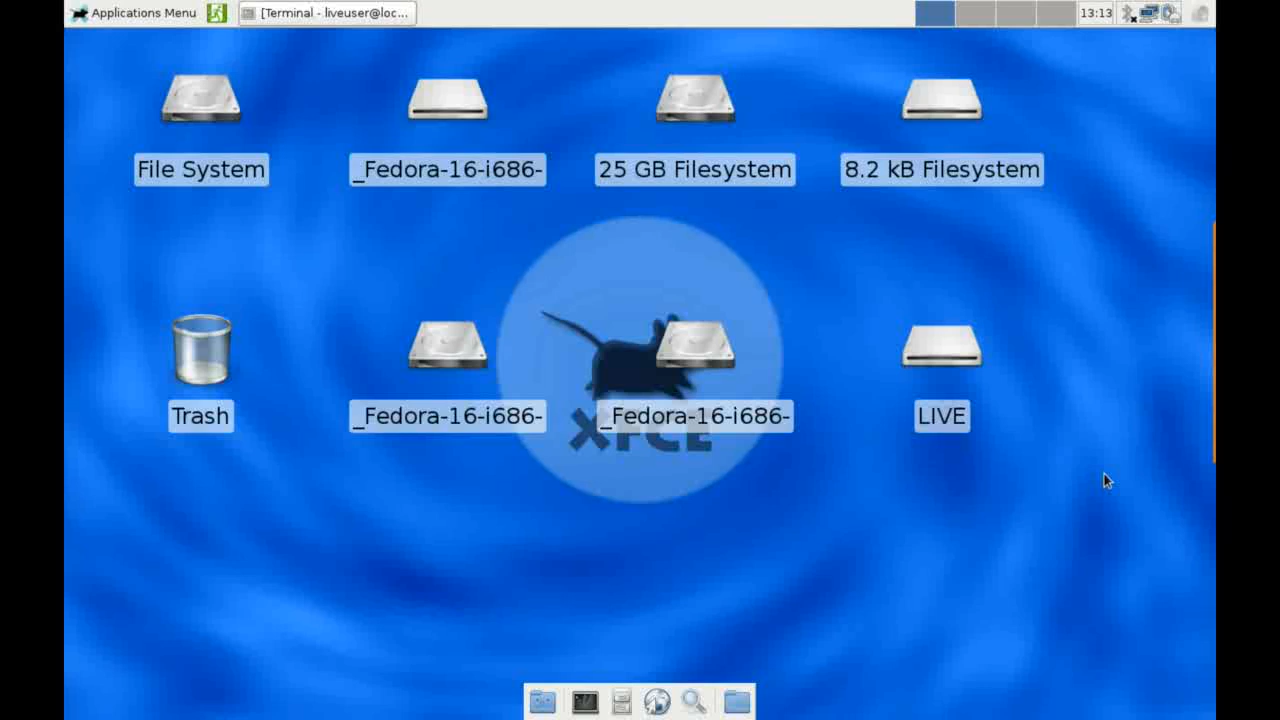 Applications Menu
[Terminal - liveuser@loc...
13:13
File System
_Fedora-16-i686-
25 GB Filesystem
8.2 kB Filesystem
Trash
_Fedora-16-i686-
_Fedora-16-i686-
LIVE
XFCE